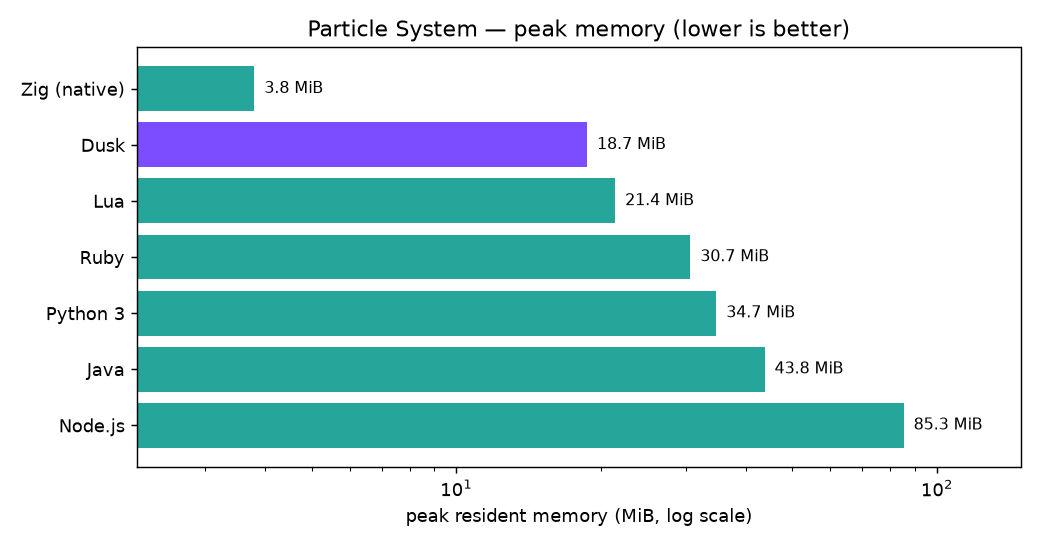 Particle System — peak memory (lower is better)
Zig (native) 3.8 MiB
Dusk 18.7 MiB
Lua 21.4 MiB
Ruby 30.7 MiB
Python 3 34.7 MiB
Java 43.8 MiB
Node.js 85.3 MiB
10¹ 10²
peak resident memory (MiB, log scale)